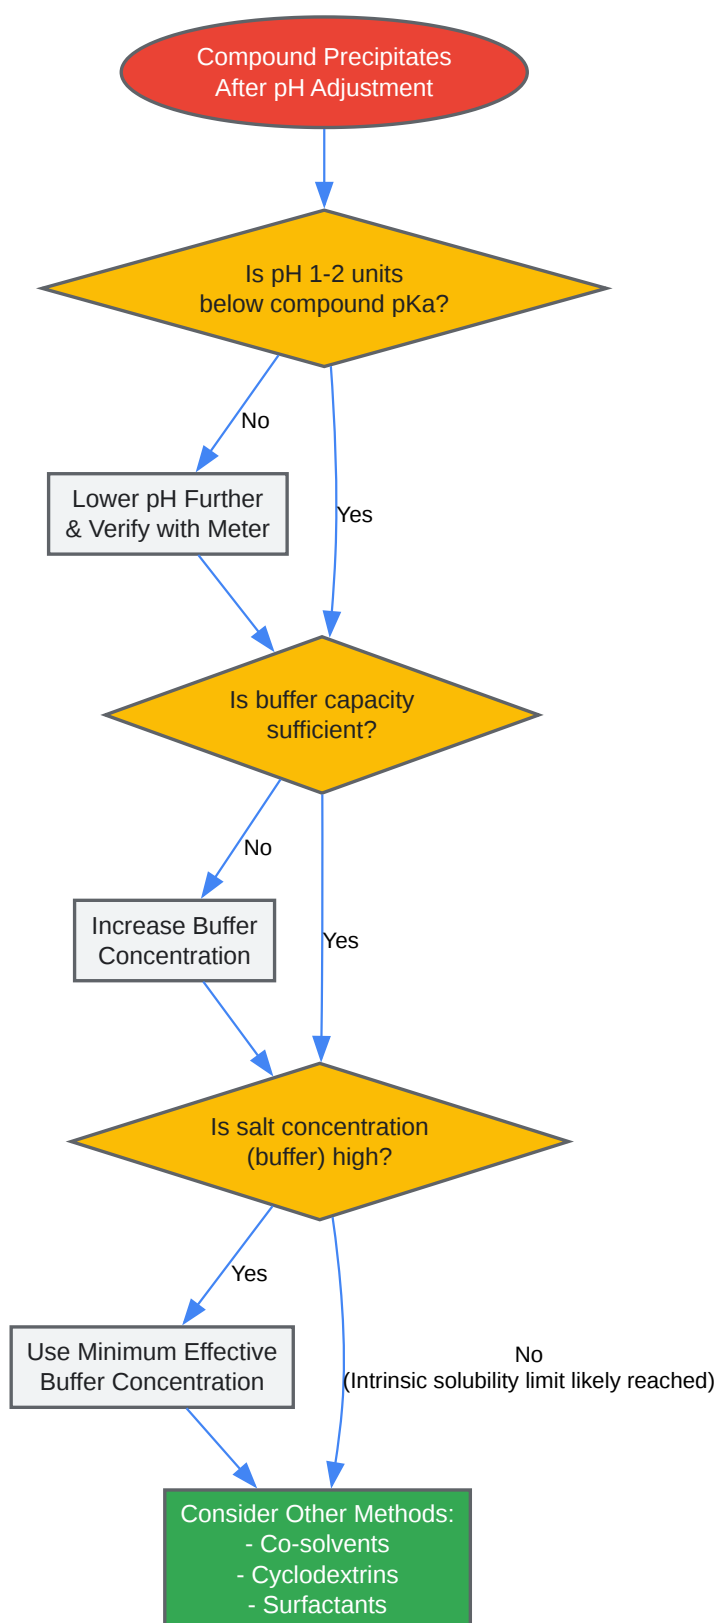 Compound Precipitates
After pH Adjustment
Is pH 1-2 units
below compound pKa?
No
Lower pH Further
& Verify with Meter
Yes
Is buffer capacity
sufficient?
No
Increase Buffer
Concentration
Yes
Is salt concentration
(buffer) high?
Yes
Use Minimum Effective
Buffer Concentration
No
(Intrinsic solubility limit likely reached)
Consider Other Methods:
- Co-solvents
- Cyclodextrins
- Surfactants